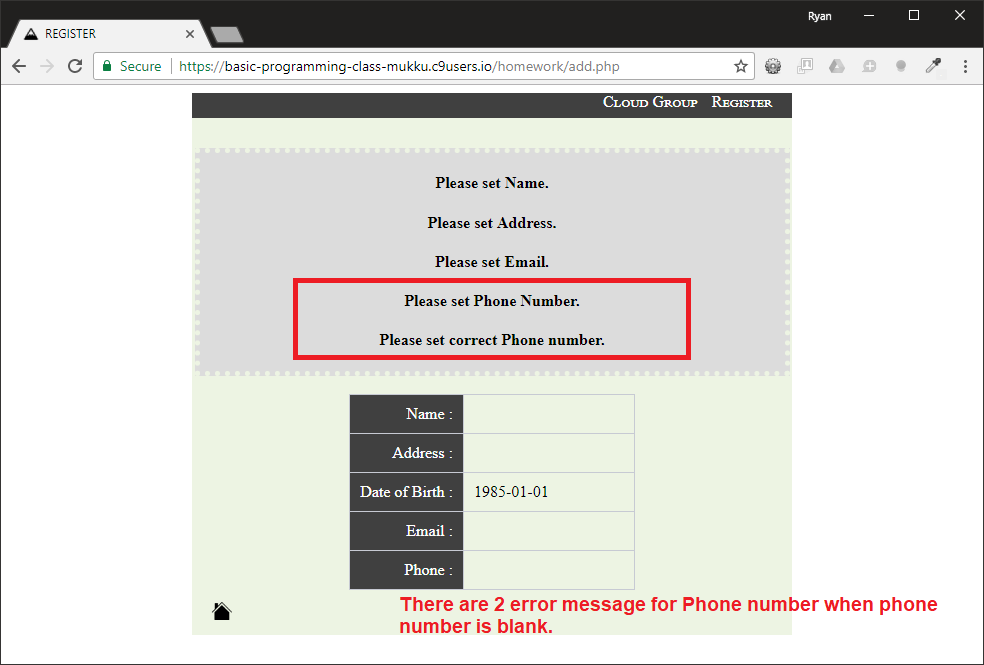 Ryan
REGISTER
Secure https://basic-programming-class-mukku.c9users.io/homework/add.php
Cloud Group Register
Please set Name.
Please set Address.
Please set Email.
Please set Phone Number.
Please set correct Phone number.
Name :
Address :
Date of Birth : 1985-01-01
Email :
Phone :
There are 2 error message for Phone number when phone
number is blank.